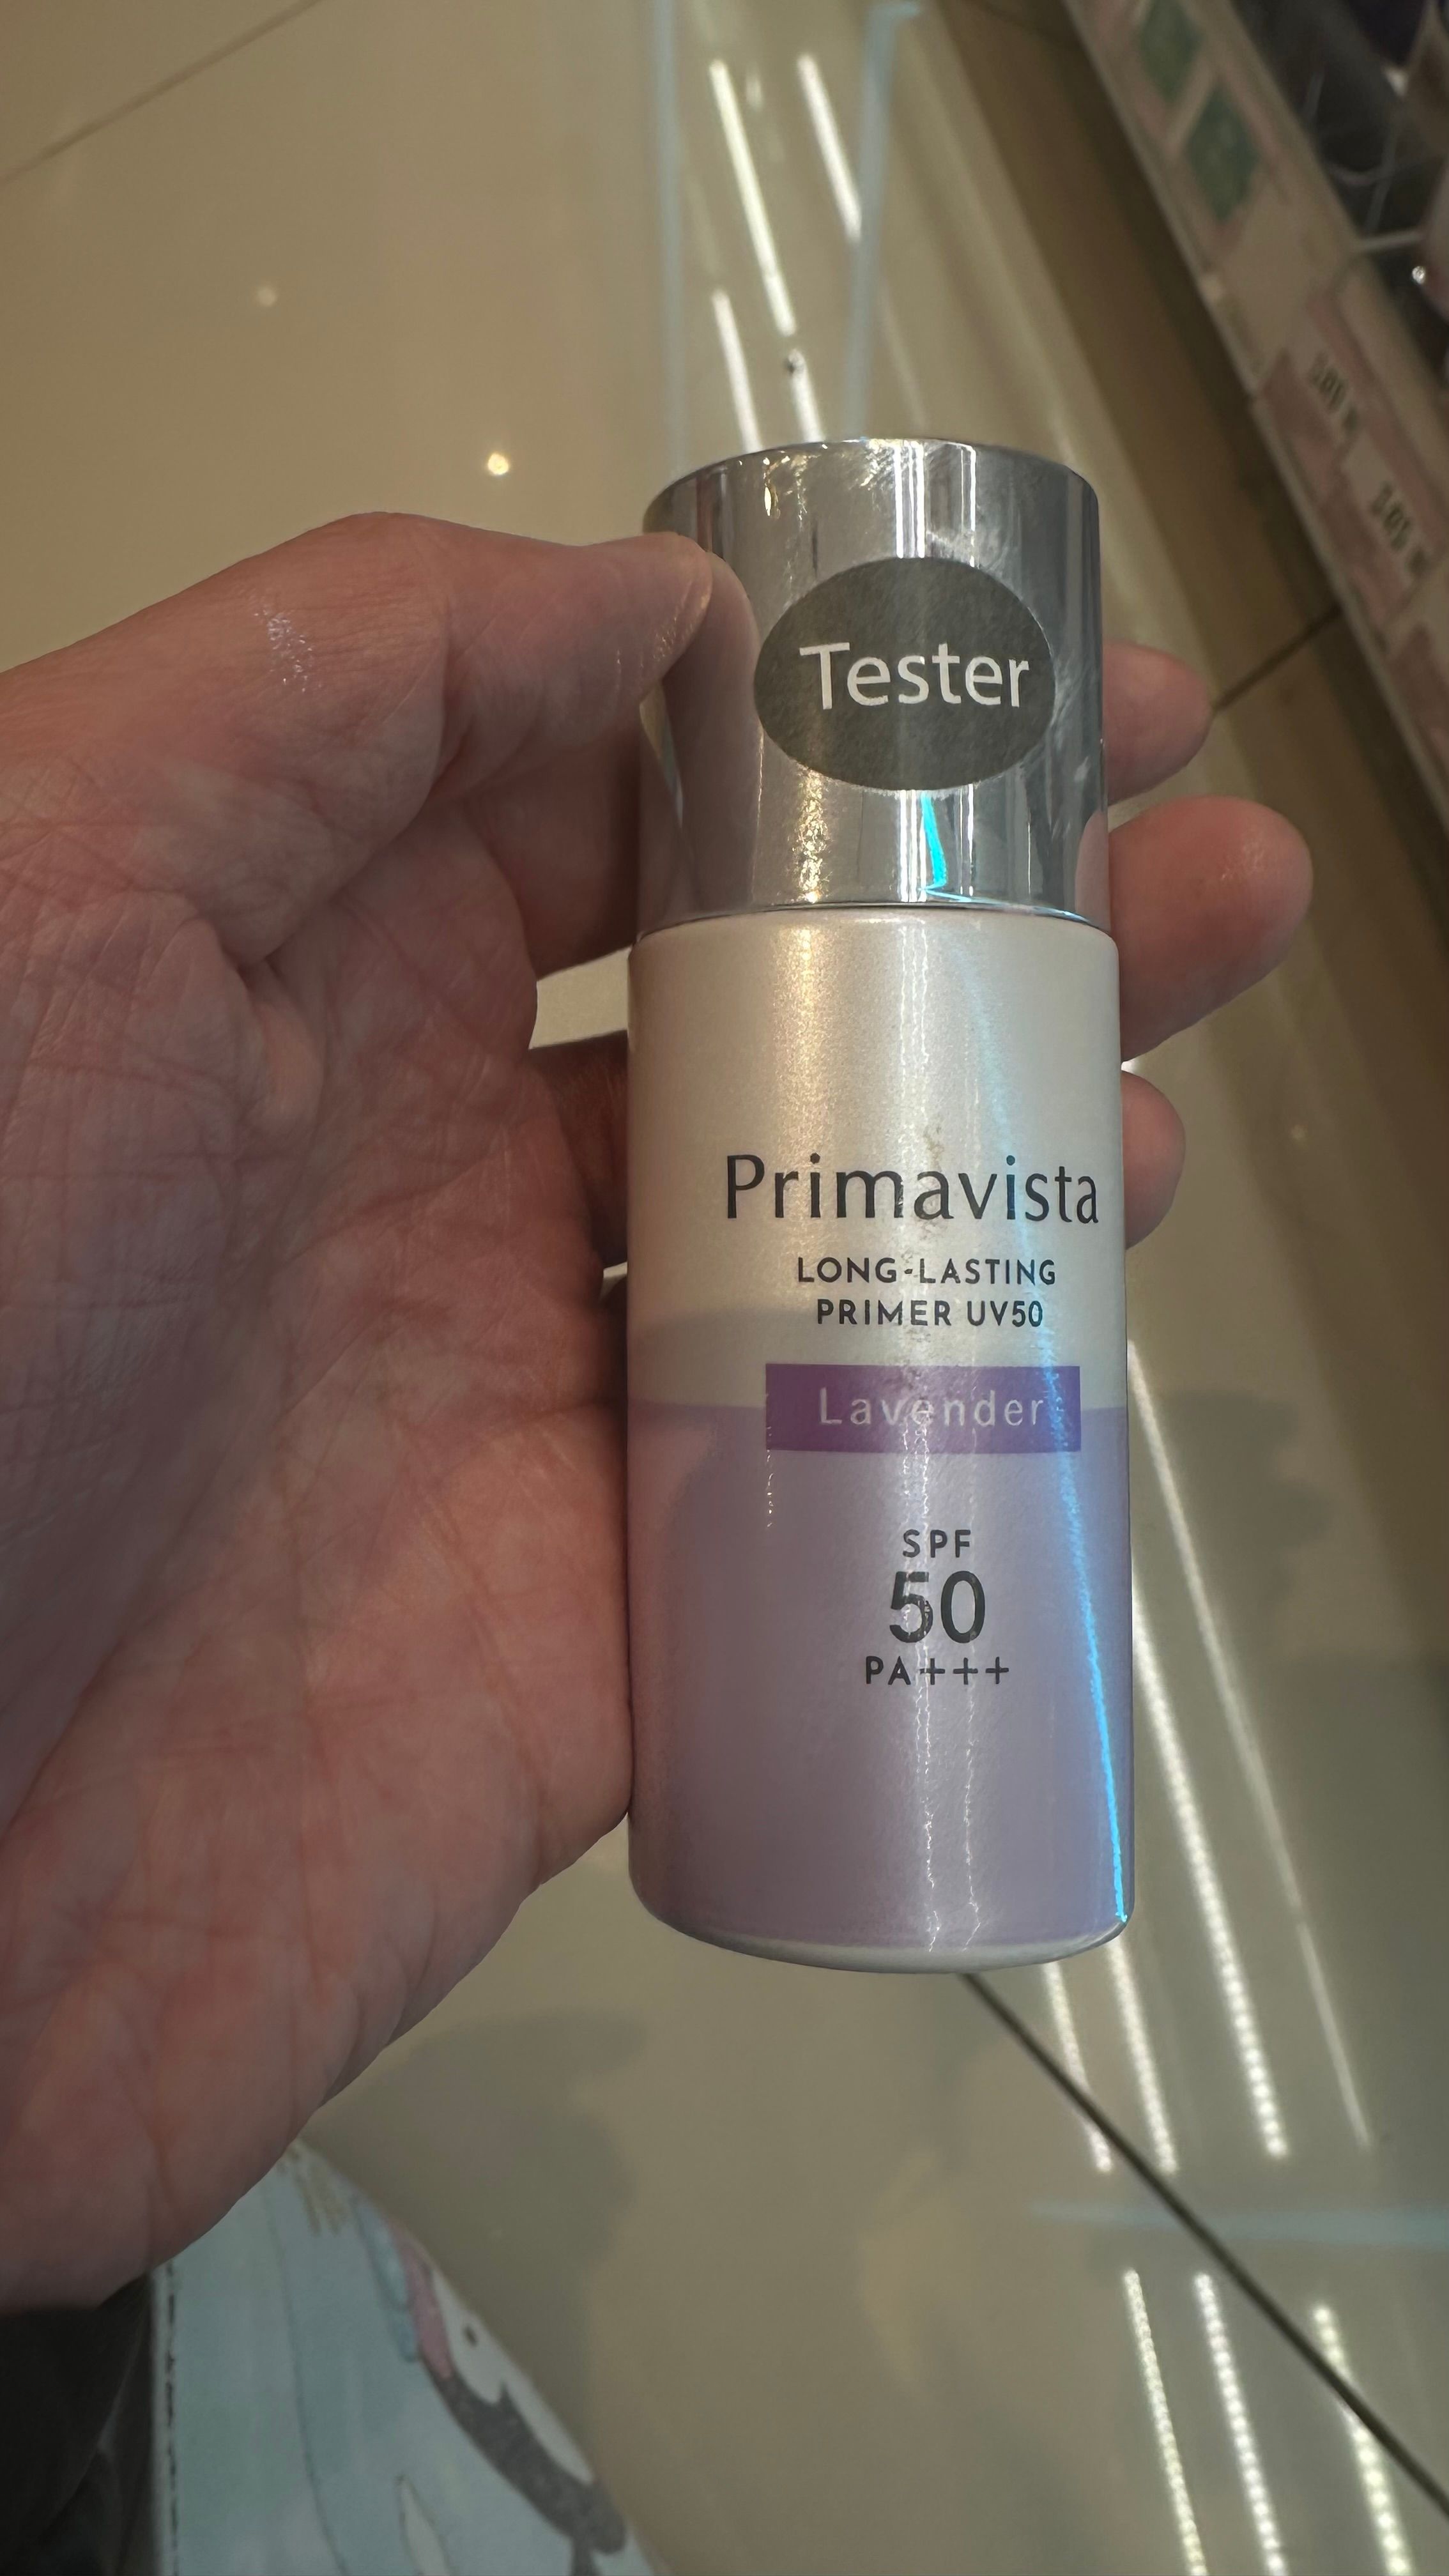 Tester
Primavista
LONG-LASTING
PRIMER UV50
Lavender
SPF
50
PA+++